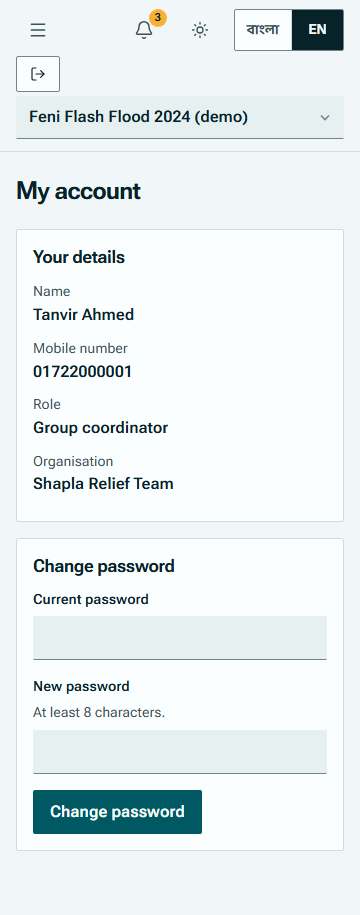 3
বাংলা
EN
Feni Flash Flood 2024 (demo)
My account
Your details
Name
Tanvir Ahmed
Mobile number
01722000001
Role
Group coordinator
Organisation
Shapla Relief Team
Change password
Current password
New password
At least 8 characters.
Change password